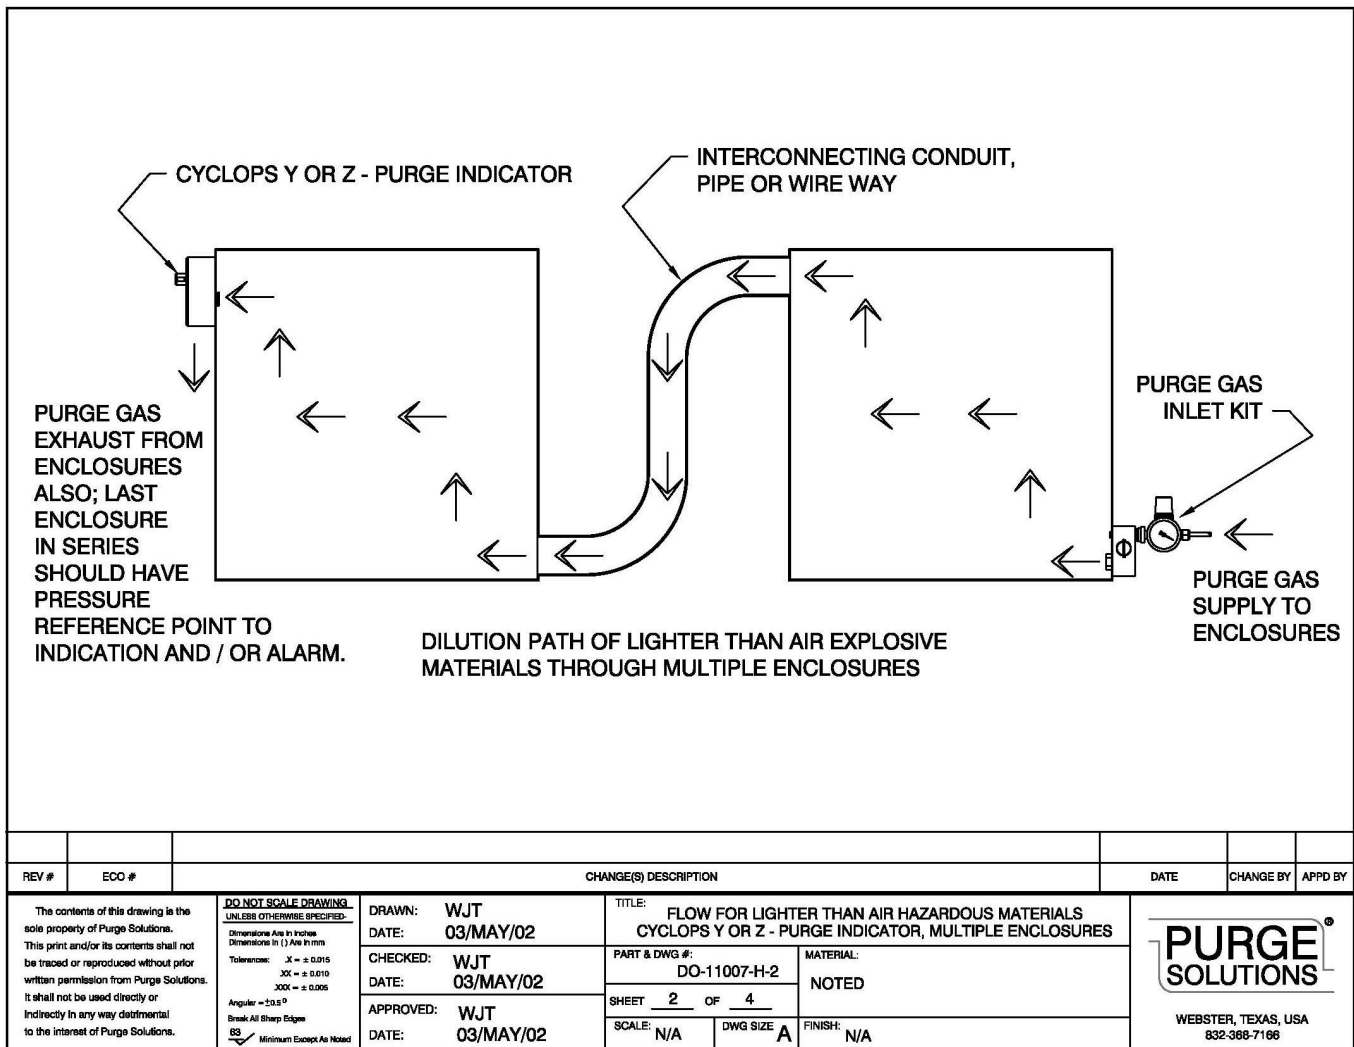 CYCLOPS Y OR Z - PURGE INDICATOR
INTERCONNECTING CONDUIT,
PIPE OR WIRE WAY
PURGE GAS
INLET KIT
PURGE GAS
EXHAUST FROM
ENCLOSURES
ALSO; LAST
ENCLOSURE
IN SERIES
SHOULD HAVE
PRESSURE
REFERENCE POINT TO
INDICATION AND / OR ALARM.
PURGE GAS
SUPPLY TO
ENCLOSURES
DILUTION PATH OF LIGHTER THAN AIR EXPLOSIVE
MATERIALS THROUGH MULTIPLE ENCLOSURES
REV # ECO # CHANGE(S) DESCRIPTION DATE CHANGE BY APPD BY
The contents of this drawing is the
sole property of Purge Solutions.
This print and/or its contents shall not
be traced or reproduced without prior
written permission from Purge Solutions.
It shall not be used directly or
indirectly in any way detrimental
to the interest of Purge Solutions.
DO NOT SCALE DRAWING
UNLESS OTHERWISE SPECIFIED-
Dimensions Are in Inches
Dimensions in ( ) Are in mm
Tolerances: .X = ± 0.015
.XX = ± 0.010
.XXX = ± 0.005
Angular = ±0.5°
Break All Sharp Edges
63 Minimum Except As Noted
DRAWN: WJT
DATE: 03/MAY/02
CHECKED: WJT
DATE: 03/MAY/02
APPROVED: WJT
DATE: 03/MAY/02
TITLE: FLOW FOR LIGHTER THAN AIR HAZARDOUS MATERIALS
CYCLOPS Y OR Z - PURGE INDICATOR, MULTIPLE ENCLOSURES
PART & DWG #:
DO-11007-H-2
MATERIAL:
NOTED
SHEET 2 OF 4
SCALE: N/A DWG SIZE A FINISH: N/A
PURGE®
SOLUTIONS
WEBSTER, TEXAS, USA
832-368-7166